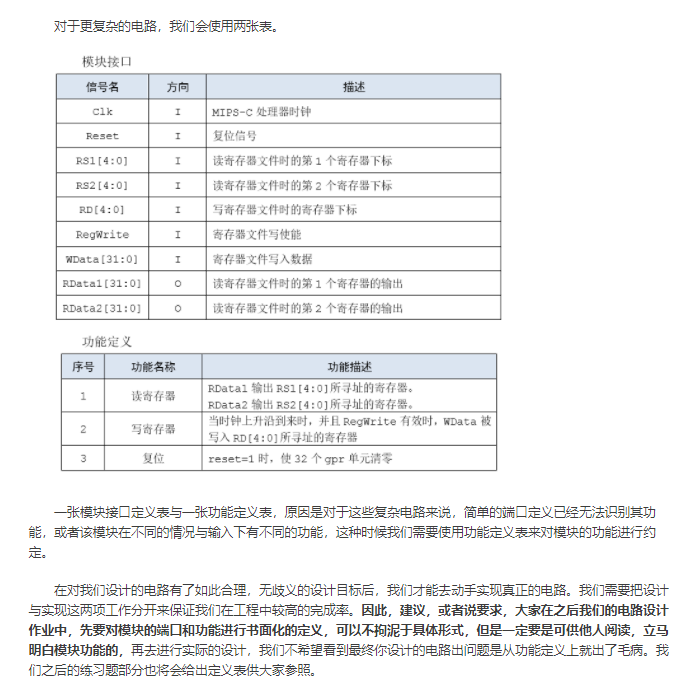 对于更复杂的电路，我们会使用两张表。
模块接口
信号名 方向 描述
Clk I MIPS-C 处理器时钟
Reset I 复位信号
RS1[4:0] I 读寄存器文件时的第 1 个寄存器下标
RS2[4:0] I 读寄存器文件时的第 2 个寄存器下标
RD[4:0] I 写寄存器文件时的寄存器下标
RegWrite I 寄存器文件写使能
WData[31:0] I 寄存器文件写入数据
RData1[31:0] O 读寄存器文件时的第 1 个寄存器的输出
RData2[31:0] O 读寄存器文件时的第 2 个寄存器的输出
功能定义
序号 功能名称 功能描述
1 读寄存器 RData1 输出 RS1[4:0]所寻址的寄存器。
RData2 输出 RS2[4:0]所寻址的寄存器。
2 写寄存器 当时钟上升沿到来时，并且 RegWrite 有效时，WData 被
写入 RD[4:0]所寻址的寄存器
3 复位 reset=1 时，使 32 个 gpr 单元清零
一张模块接口定义表与一张功能定义表，原因是对于这些复杂电路来说，简单的端口定义已经无法识别其功
能，或者该模块在不同的情况与输入下有不同的功能，这种时候我们需要使用功能定义表来对模块的功能进行约
定。
在对我们设计的电路有了如此合理，无歧义的设计目标后，我们才能去动手实现真正的电路。我们需要把设计
与实现这两项工作分开来保证我们在工程中较高的完成率。因此，建议，或者说要求，大家在之后我们的电路设计
作业中，先要对模块的端口和功能进行书面化的定义，可以不拘泥于具体形式，但是一定要是可供他人阅读，立马
明白模块功能的，再去进行实际的设计，我们不希望看到最终你设计的电路出问题是从功能定义上就出了毛病。我
们之后的练习题部分也将会给出定义表供大家参照。